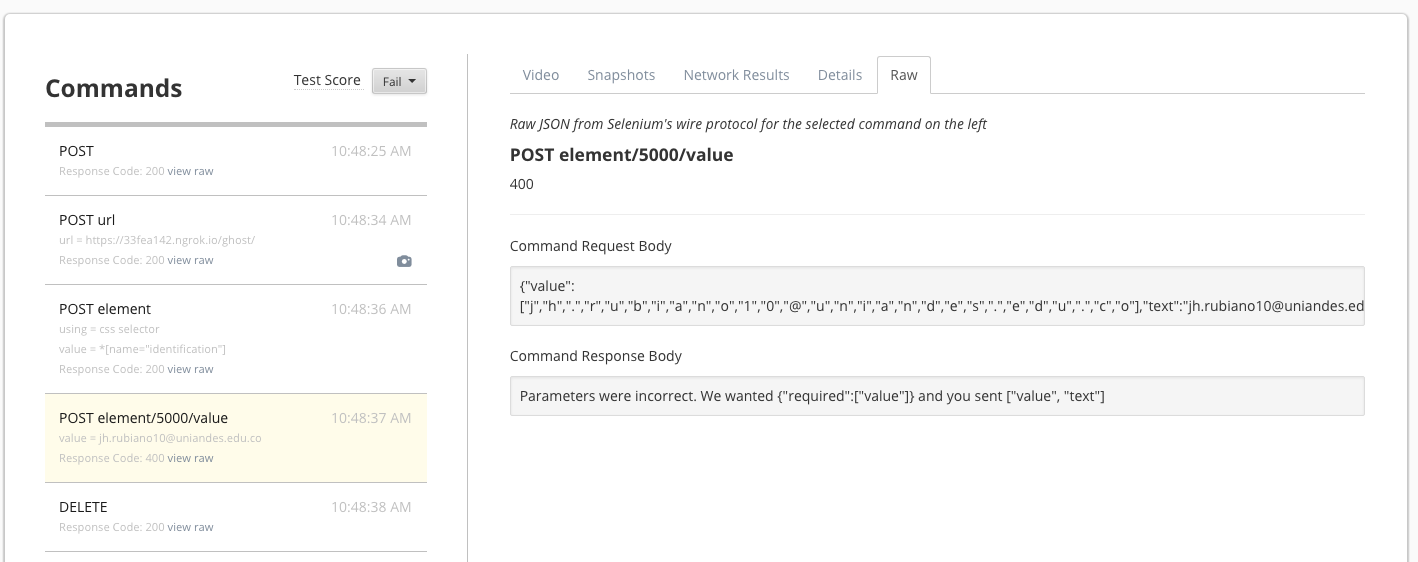 Commands
Test Score
Fail
POST
10:48:25 AM
Response Code: 200 view raw
POST url
10:48:34 AM
url = https://33fea142.ngrok.io/ghost/
Response Code: 200 view raw
POST element
10:48:36 AM
using = css selector
value = *[name="identification"]
Response Code: 200 view raw
POST element/5000/value
10:48:37 AM
value = jh.rubiano10@uniandes.edu.co
Response Code: 400 view raw
DELETE
10:48:38 AM
Response Code: 200 view raw
Video
Snapshots
Network Results
Details
Raw
Raw JSON from Selenium's wire protocol for the selected command on the left
POST element/5000/value
400
Command Request Body
{"value":
["j","h",".","r","u","b","i","a","n","o","1","0","@","u","n","i","a","n","d","e","s",".","e","d","u",".","c","o"],"text":"jh.rubiano10@uniandes.ed
Command Response Body
Parameters were incorrect. We wanted {"required":["value"]} and you sent ["value", "text"]